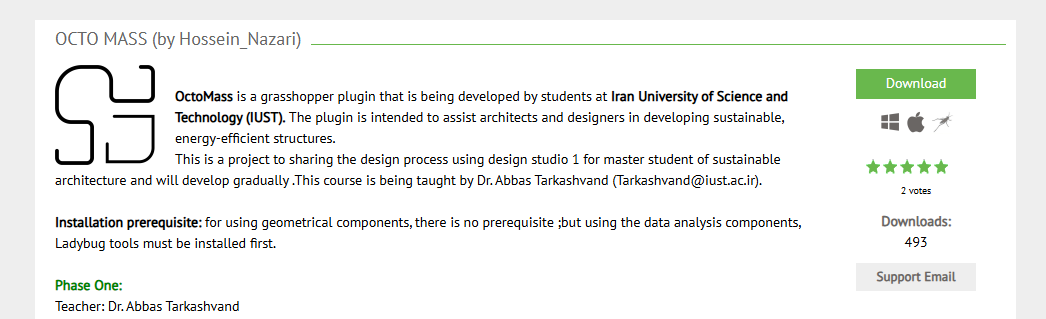 OCTO MASS (by Hossein_Nazari)
OctoMass is a grasshopper plugin that is being developed by students at Iran University of Science and
Technology (IUST). The plugin is intended to assist architects and designers in developing sustainable,
energy-efficient structures.
This is a project to sharing the design process using design studio 1 for master student of sustainable
architecture and will develop gradually .This course is being taught by Dr. Abbas Tarkashvand (Tarkashvand@iust.ac.ir).
Installation prerequisite: for using geometrical components, there is no prerequisite ;but using the data analysis components,
Ladybug tools must be installed first.
Phase One:
Teacher: Dr. Abbas Tarkashvand
Download
2 votes
Downloads:
493
Support Email